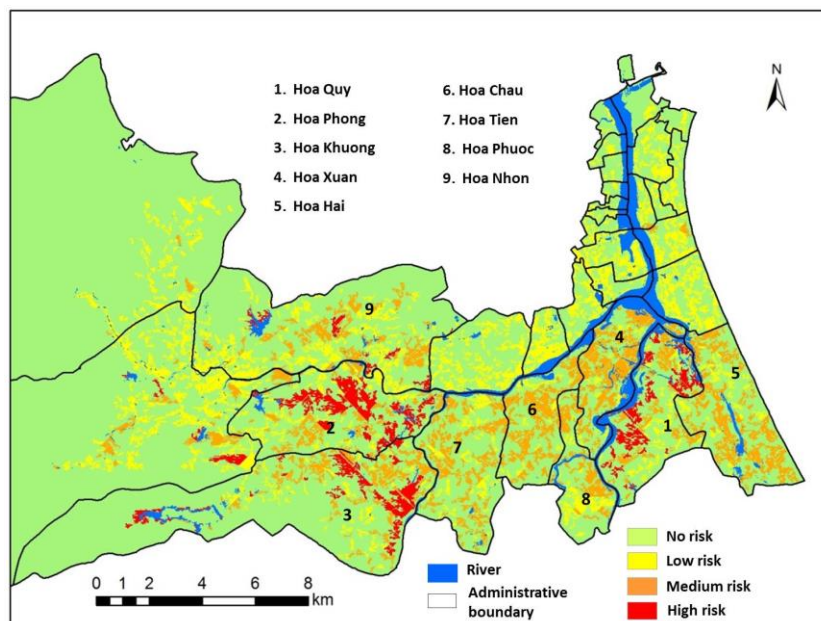 1. Hoa Quy
2. Hoa Phong
3. Hoa Khuong
4. Hoa Xuan
5. Hoa Hai
6. Hoa Chau
7. Hoa Tien
8. Hoa Phuoc
9. Hoa Nhon
N
9
4
5
2
6
1
7
3
8
River
Administrative
boundary
No risk
Low risk
Medium risk
High risk
0 1 2 4 6 8
km